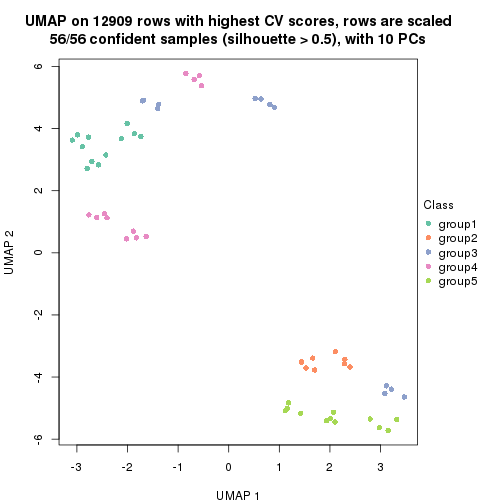 UMAP on 12909 rows with highest CV scores, rows are scaled
56/56 confident samples (silhouette > 0.5), with 10 PCs
6
4
2
0
-2
-4
-6
UMAP 2
-3
-2
-1
0
1
2
3
UMAP 1
Class
group1
group2
group3
group4
group5